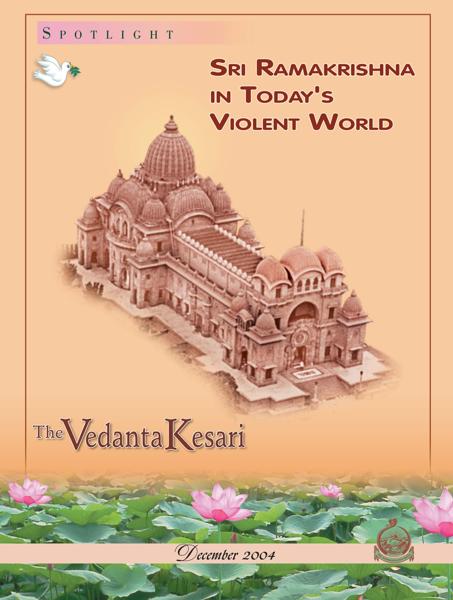 SPOTLIGHT
SRI RAMAKRISHNA
IN TODAY'S
VIOLENT WORLD
The Vedanta Kesari
December 2004